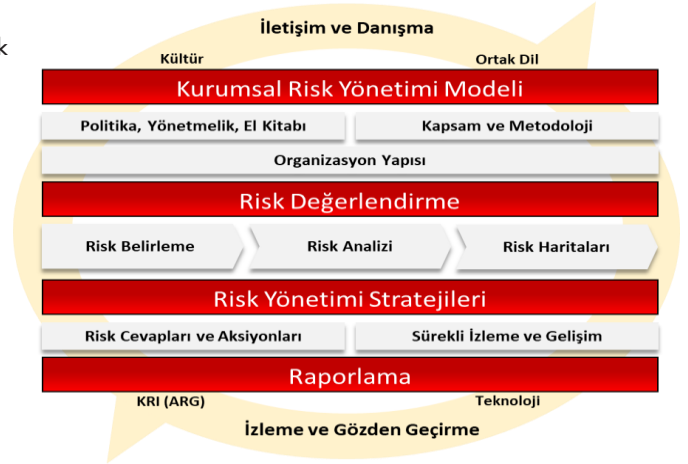 k
İletişim ve Danışma
Kültür Ortak Dil
Kurumsal Risk Yönetimi Modeli
Politika, Yönetmelik, El Kitabı Kapsam ve Metodoloji
Organizasyon Yapısı
Risk Değerlendirme
Risk Belirleme Risk Analizi Risk Haritaları
Risk Yönetimi Stratejileri
Risk Cevapları ve Aksiyonları Sürekli İzleme ve Gelişim
Raporlama
KRI (ARG) Teknoloji
İzleme ve Gözden Geçirme